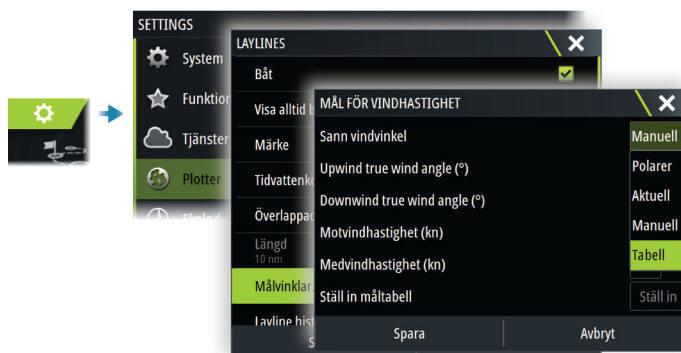 SETTINGS
System
Funktion
Tjänster
Plotter
LAYLINES
Båt
Visa alltid b
Märke
Tidvattenk
Överlappad
Längd
10 nm
Målvinklar,
Layline hist
S
MÅL FÖR VINDHASTIGHET
Sann vindvinkel
Manuell
Upwind true wind angle (°)
Polarer
Downwind true wind angle (°)
Aktuell
Motvindhastighet (kn)
Manuell
Medvindhastighet (kn)
Tabell
Ställ in måltabell
Ställ in
Spara
Avbryt